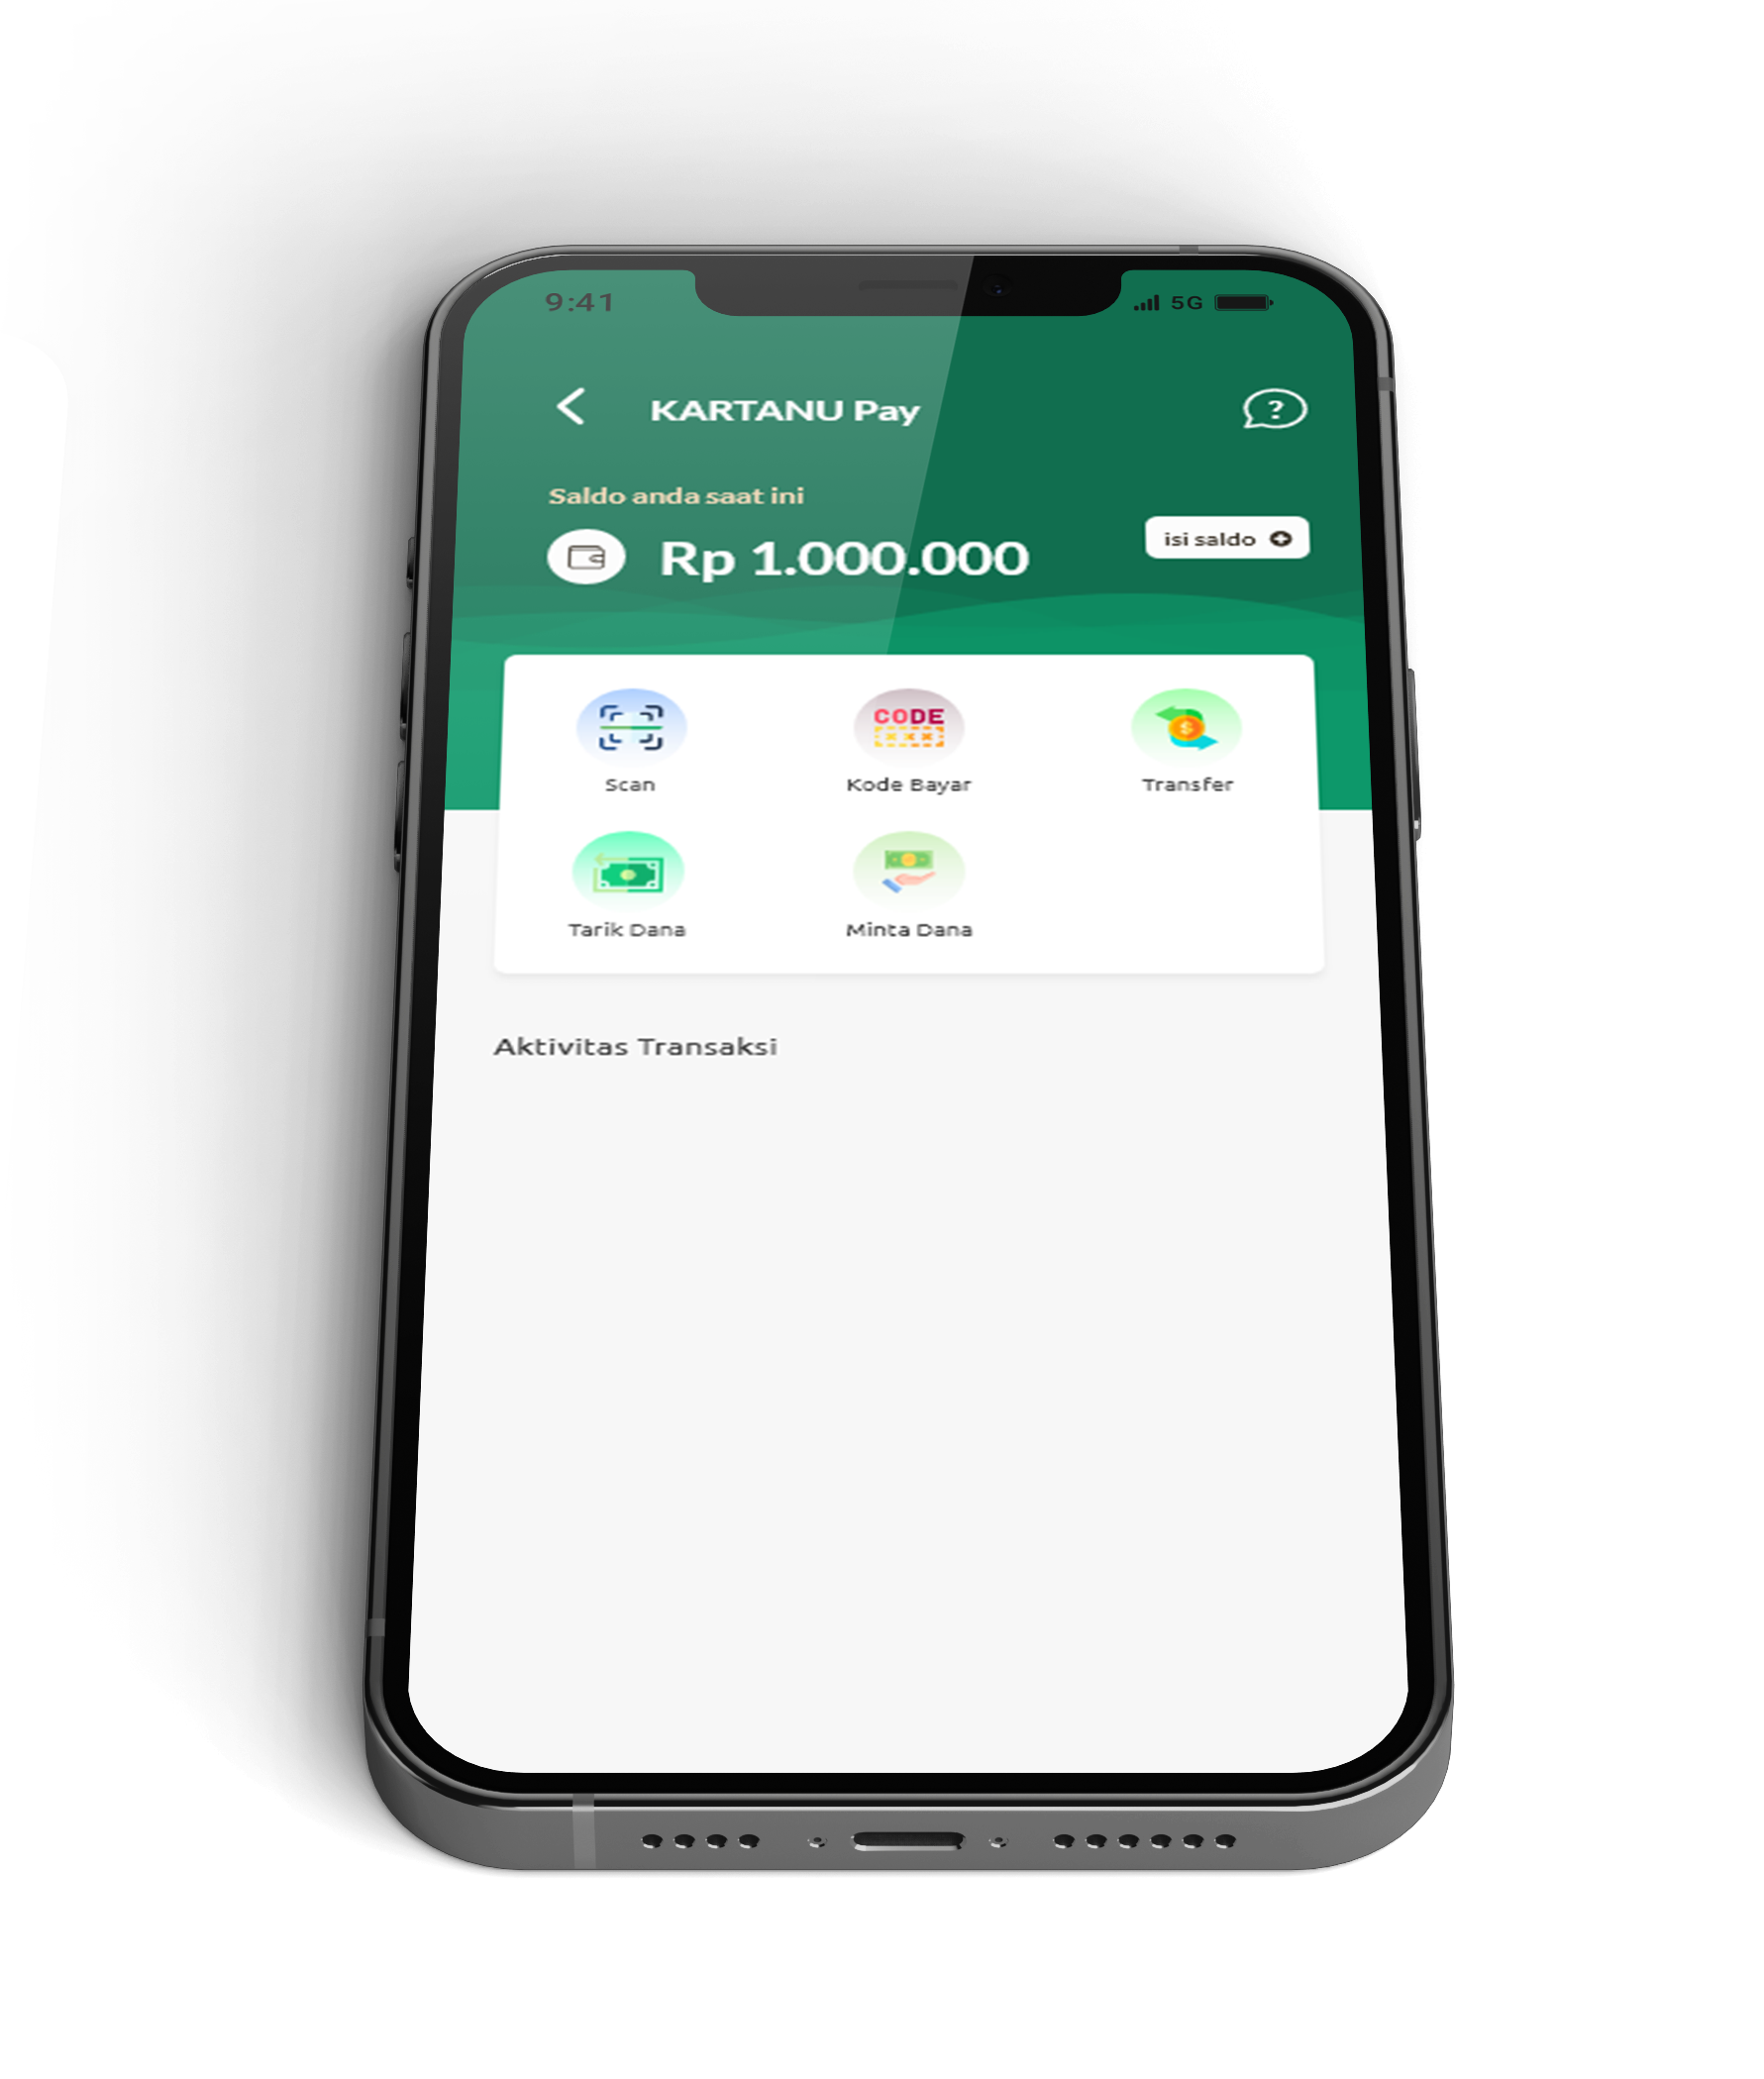 9:41
5G
KARTANU Pay
?
Saldo anda saat ini
Rp 1.000.000
isi saldo
CODE
Scan
Kode Bayar
Transfer
Tarik Dana
Minta Dana
Aktivitas Transaksi